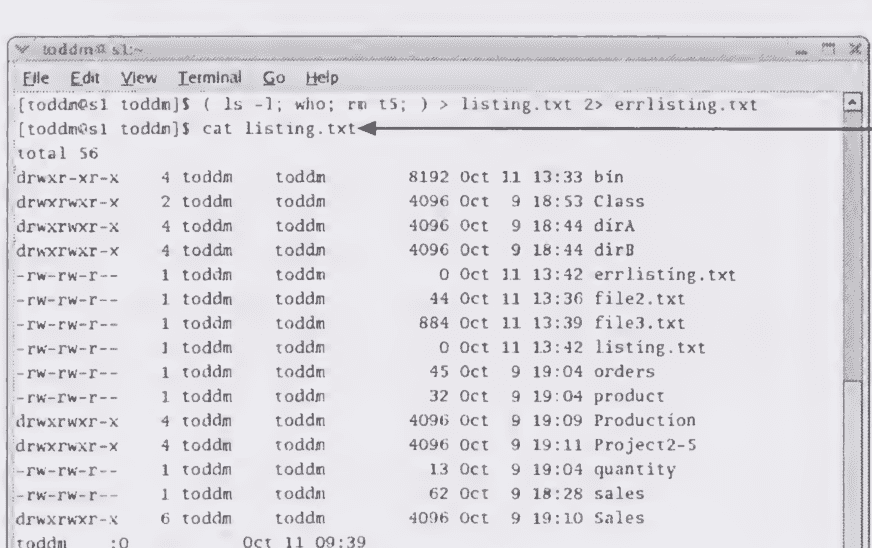 toddm@s1:~
File Edit View Terminal Go Help
[toddm@s1 toddm]$ ( ls -l; who; rm t5; ) > listing.txt 2> errlisting.txt
[toddm@s1 toddm]$ cat listing.txt
total 56
drwxr-xr-x 4 toddm toddm 8192 Oct 11 13:33 bin
drwxrwxr-x 2 toddm toddm 4096 Oct 9 18:53 Class
drwxrwxr-x 4 toddm toddm 4096 Oct 9 18:44 dirA
drwxrwxr-x 4 toddm toddm 4096 Oct 9 18:44 dirB
-rw-rw-r-- 1 toddm toddm 0 Oct 11 13:42 errlisting.txt
-rw-rw-r-- 1 toddm toddm 44 Oct 11 13:36 file2.txt
-rw-rw-r-- 1 toddm toddm 884 Oct 11 13:39 file3.txt
-rw-rw-r-- 1 toddm toddm 0 Oct 11 13:42 listing.txt
-rw-rw-r-- 1 toddm toddm 45 Oct 9 19:04 orders
-rw-rw-r-- 1 toddm toddm 32 Oct 9 19:04 product
drwxrwxr-x 4 toddm toddm 4096 Oct 9 19:09 Production
drwxrwxr-x 4 toddm toddm 4096 Oct 9 19:11 Project2-5
-rw-rw-r-- 1 toddm toddm 13 Oct 9 19:04 quantity
-rw-rw-r-- 1 toddm toddm 62 Oct 9 18:28 sales
drwxrwxr-x 6 toddm toddm 4096 Oct 9 19:10 Sales
toddm :0 Oct 11 09:39